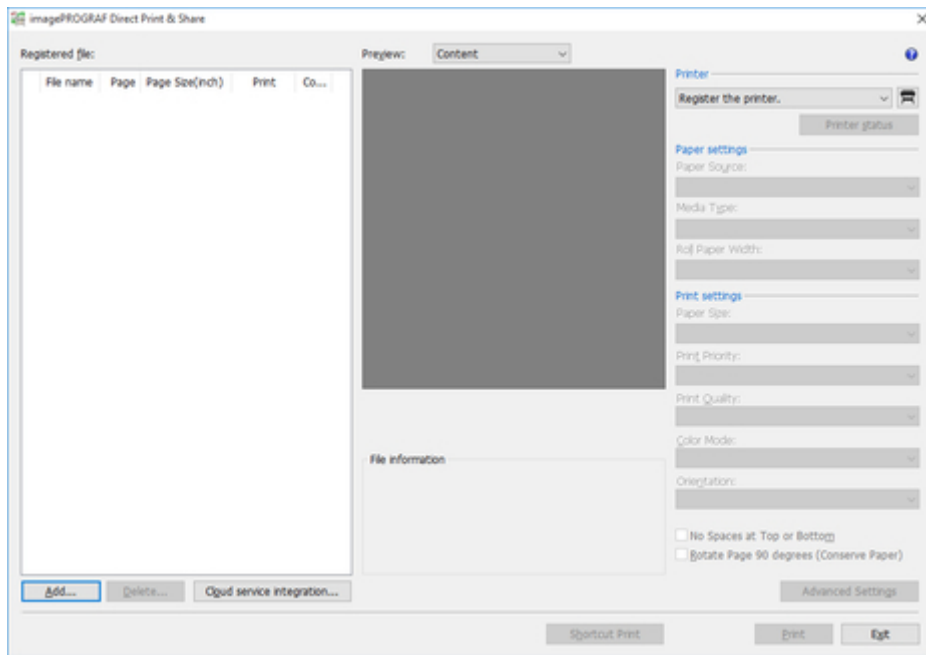 imagePROGRAF Direct Print & Share
Registered file:
File name Page Page Size(inch) Print Co...
Add... Delete... Cloud service integration...
Preview: Content
File information
Printer
Register the printer.
Printer status
Paper settings
Paper Source:
Media Type:
Roll Paper Width:
Print settings
Paper Size:
Print Priority:
Print Quality:
Color Mode:
Orientation:
No Spaces at Top or Bottom
Rotate Page 90 degrees (Conserve Paper)
Advanced Settings
Shortcut Print Print Exit